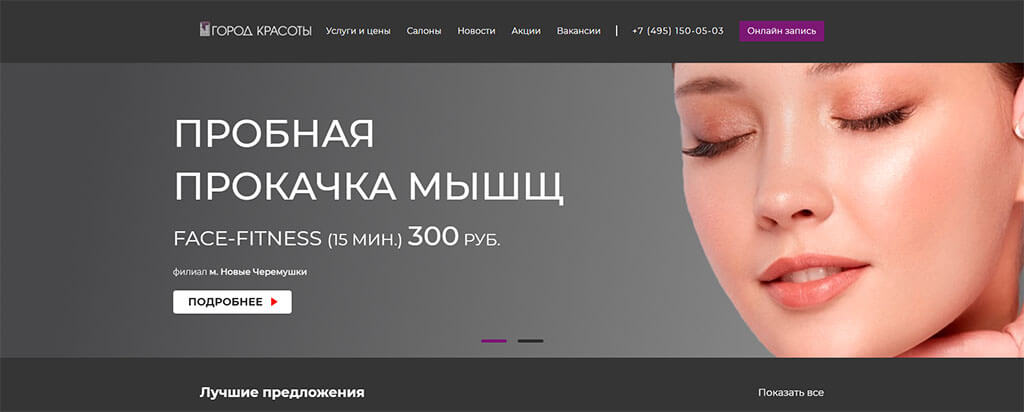 ГОРОД КРАСОТЫ Услуги и цены Салоны Новости Акции Вакансии +7 (495) 150-05-03 Онлайн запись
ПРОБНАЯ
ПРОКАЧКА МЫШЩ
FACE-FITNESS (15 МИН.) 300 РУБ.
филиал м. Новые Черемушки
ПОДРОБНЕЕ
Лучшие предложения Показать все